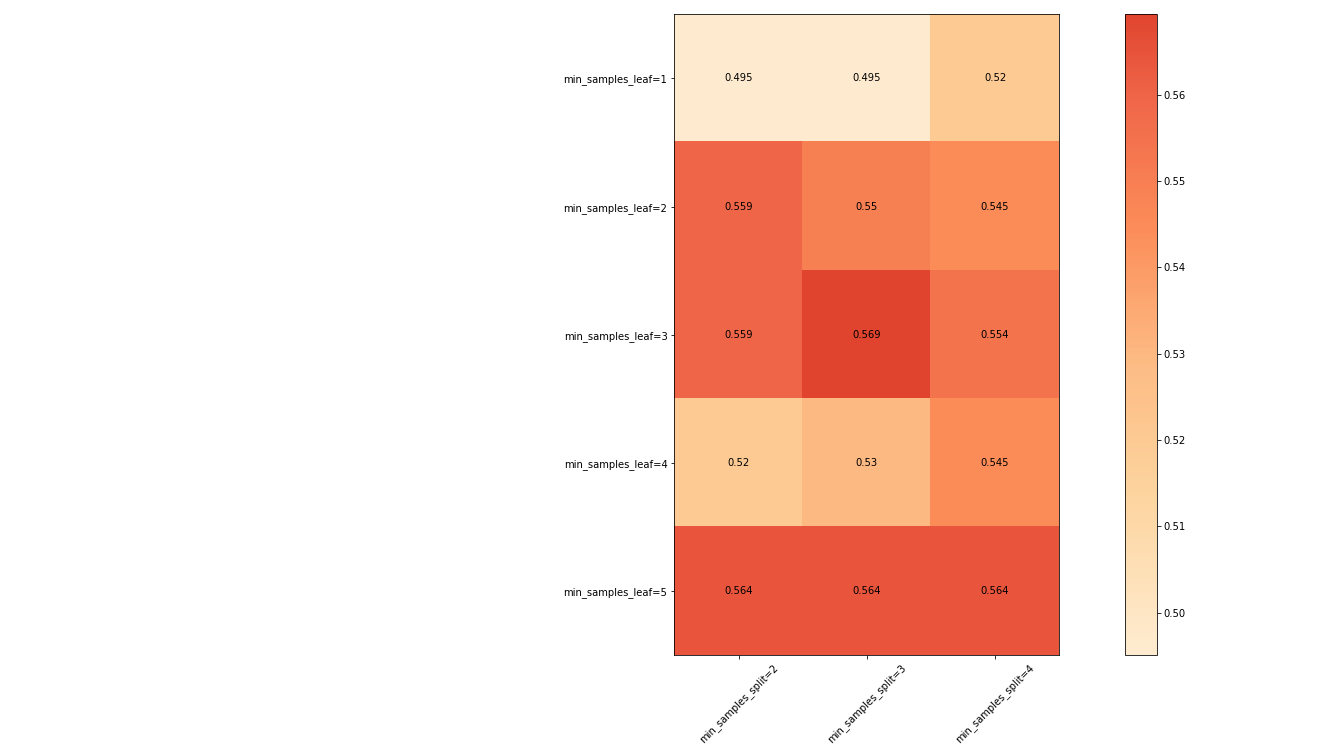 min_samples_leaf=1 0.495 0.495 0.52
min_samples_leaf=2 0.559 0.55 0.545
min_samples_leaf=3 0.559 0.569 0.554
min_samples_leaf=4 0.52 0.53 0.545
min_samples_leaf=5 0.564 0.564 0.564
min_samples_split=2
min_samples_split=3
min_samples_split=4
0.56
0.55
0.54
0.53
0.52
0.51
0.50